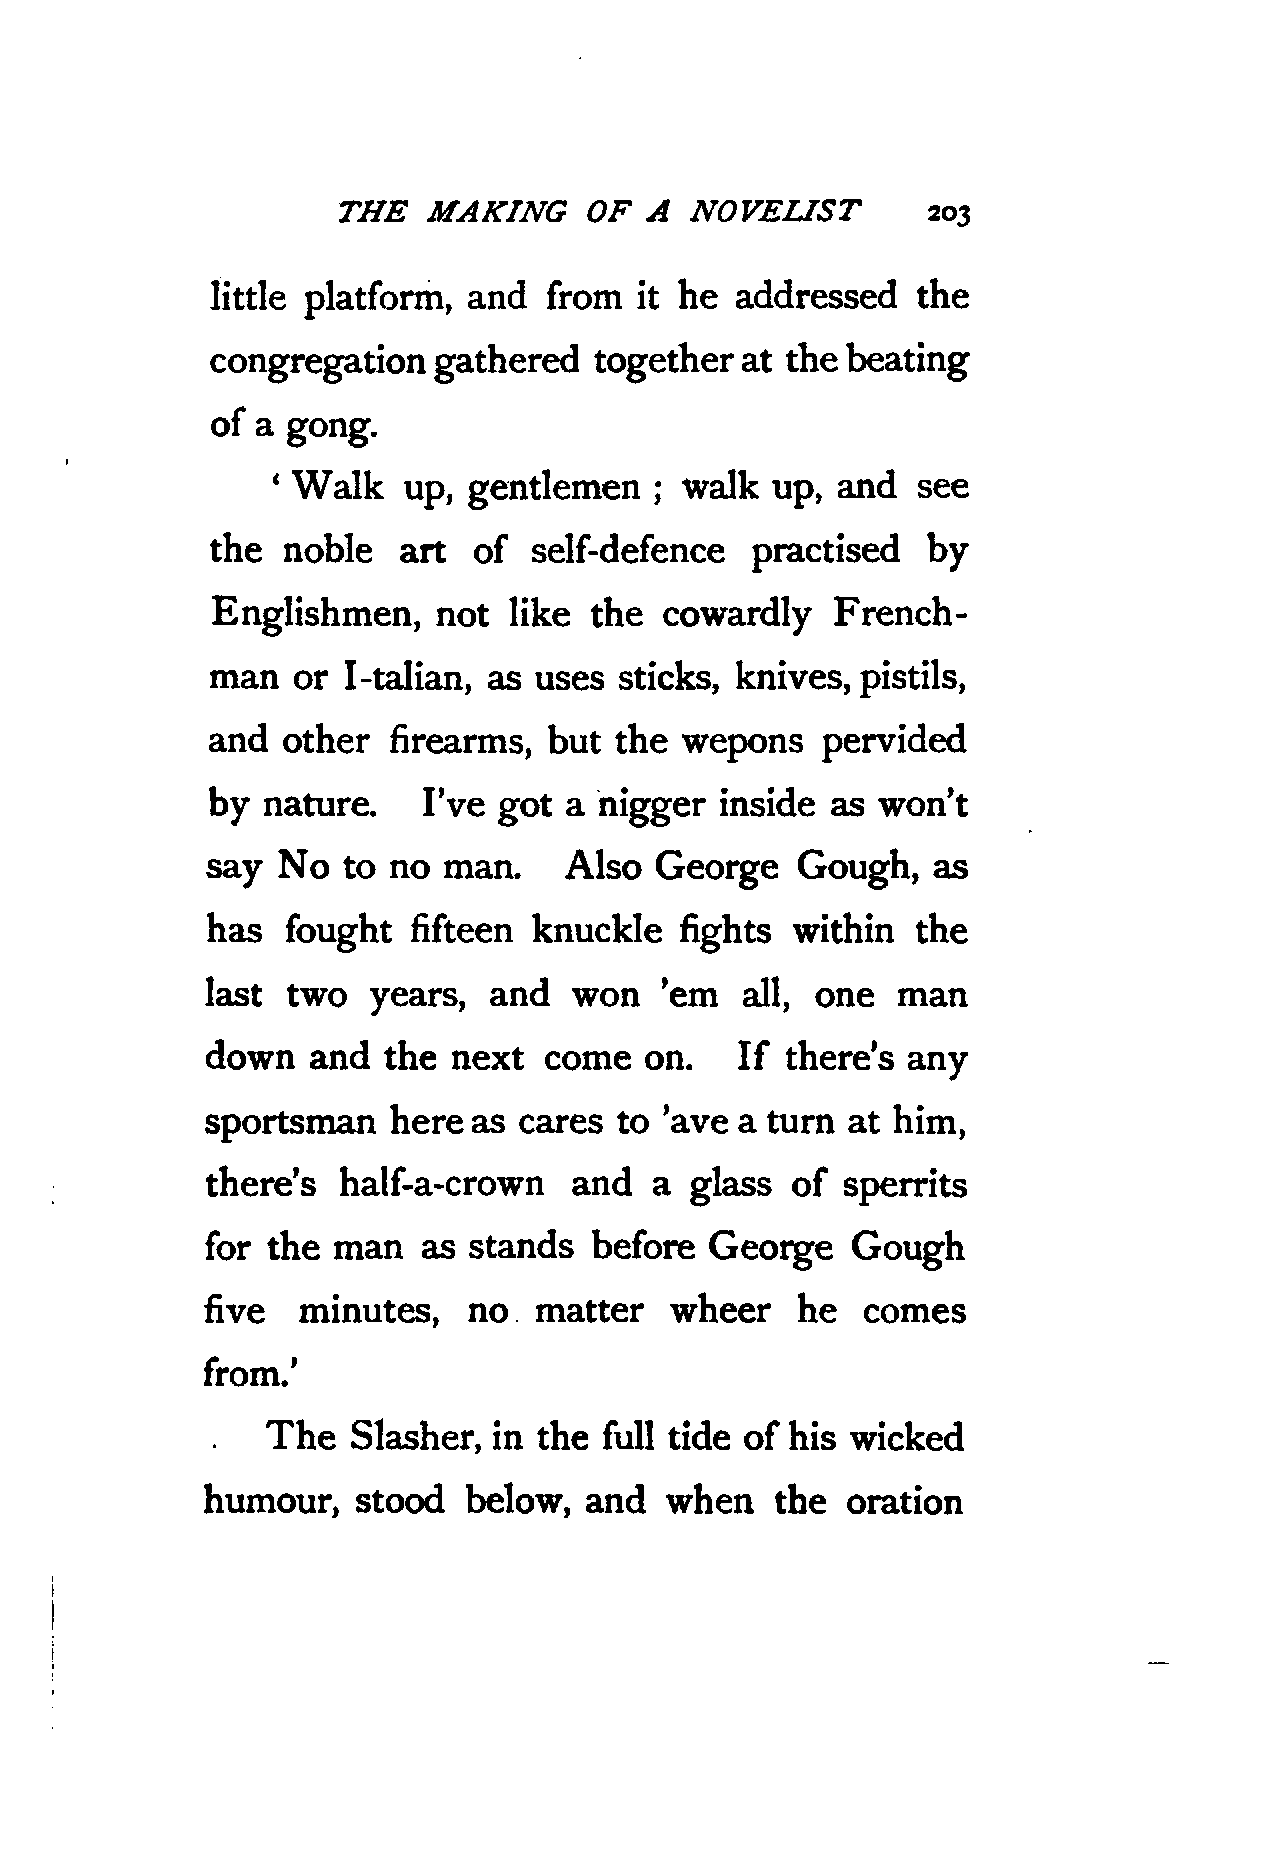 THE MAKING OF A NOVELIST 203
little platform, and from it he addressed the
congregation gathered together at the beating
of a gong.
‘ Walk up, gentlemen ; walk up, and see
the noble art of self-defence practised by
Englishmen, not like the cowardly French-
man or I-talian, as uses sticks, knives, pistils,
and other firearms, but the wepons pervided
by nature. I've got a nigger inside as won't
say No to no man. Also George Gough, as
has fought fifteen knuckle fights within the
last two years, and won 'em all, one man
down and the next come on. If there's any
sportsman here as cares to 'ave a turn at him,
there's half-a-crown and a glass of sperrits
for the man as stands before George Gough
five minutes, no matter wheer he comes
from.’
The Slasher, in the full tide of his wicked
humour, stood below, and when the oration